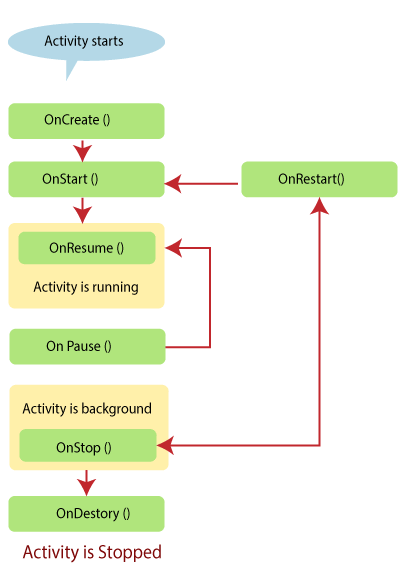 Activity starts
OnCreate ()
OnStart ()
OnRestart()
OnResume ()
Activity is running
On Pause ()
Activity is background
OnStop ()
OnDestory ()
Activity is Stopped